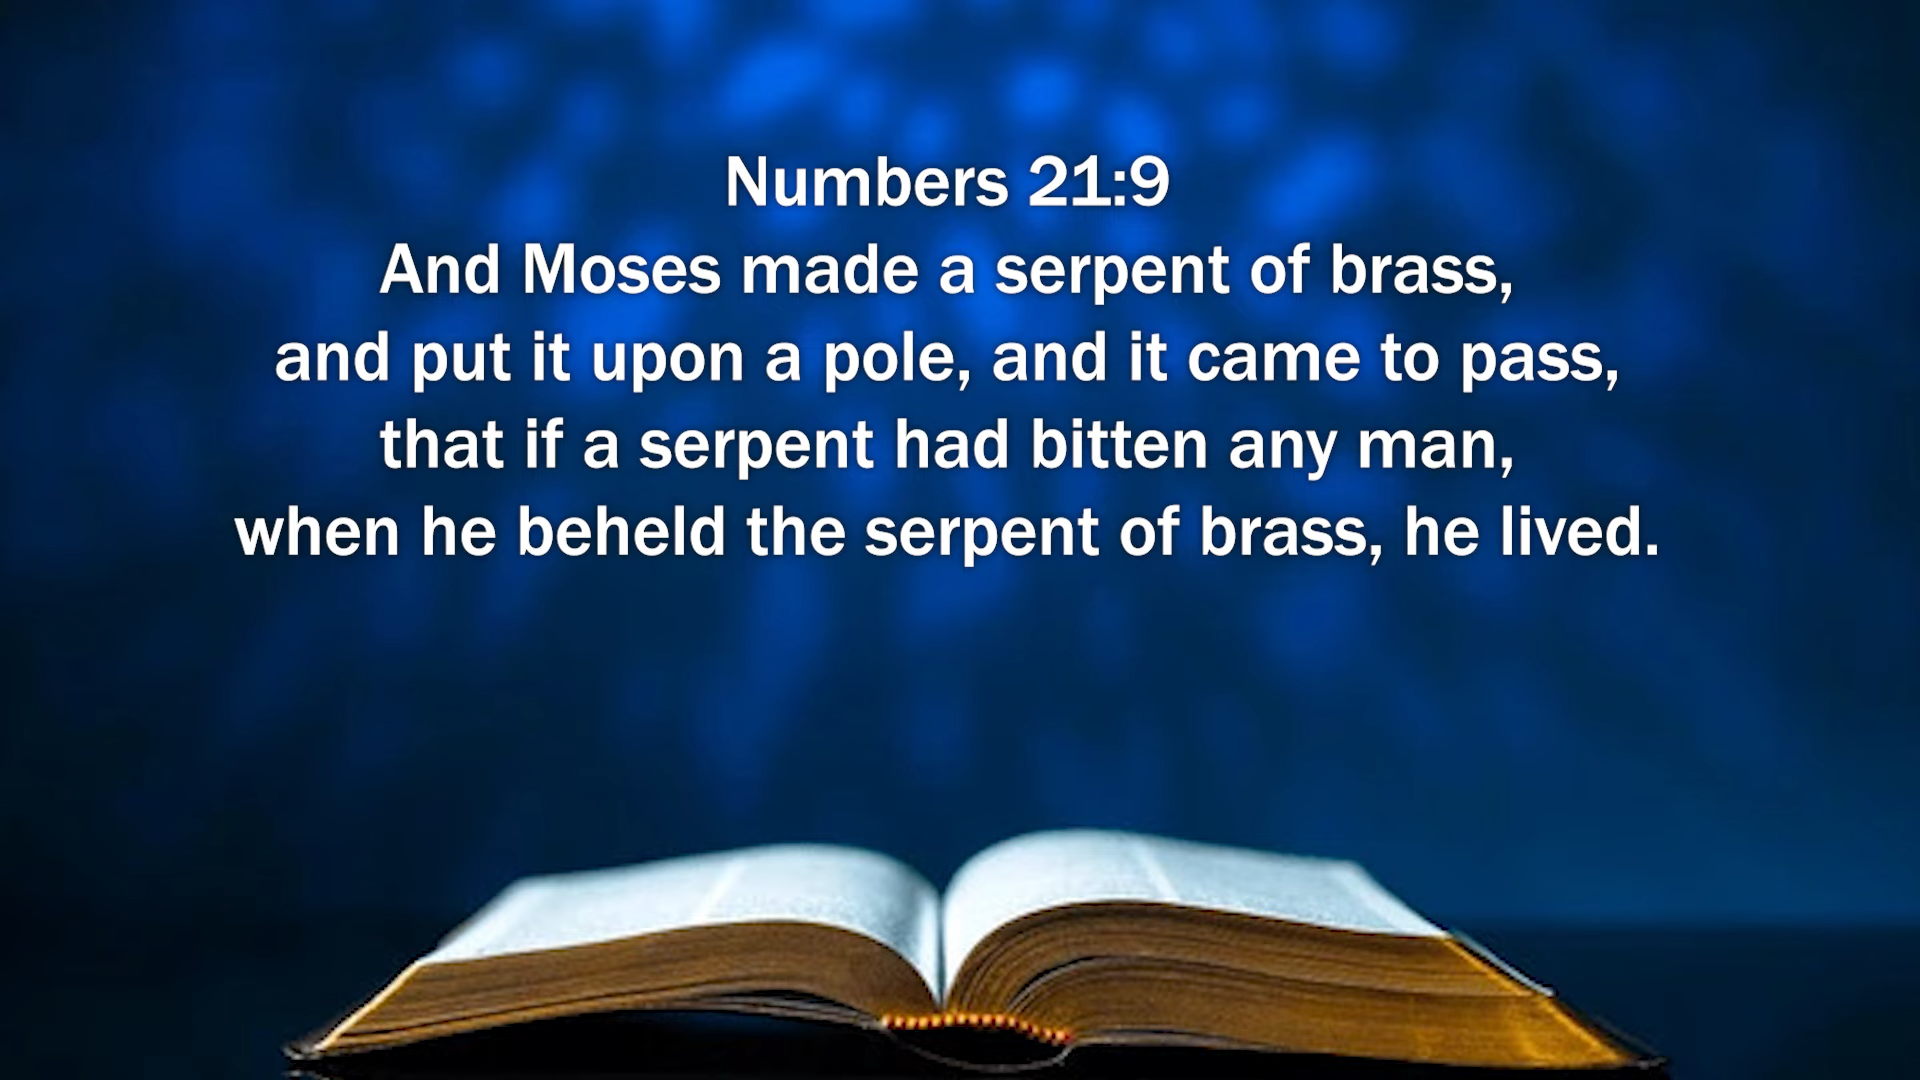 Numbers 21:9
And Moses made a serpent of brass,
and put it upon a pole, and it came to pass,
that if a serpent had bitten any man,
when he beheld the serpent of brass, he lived.